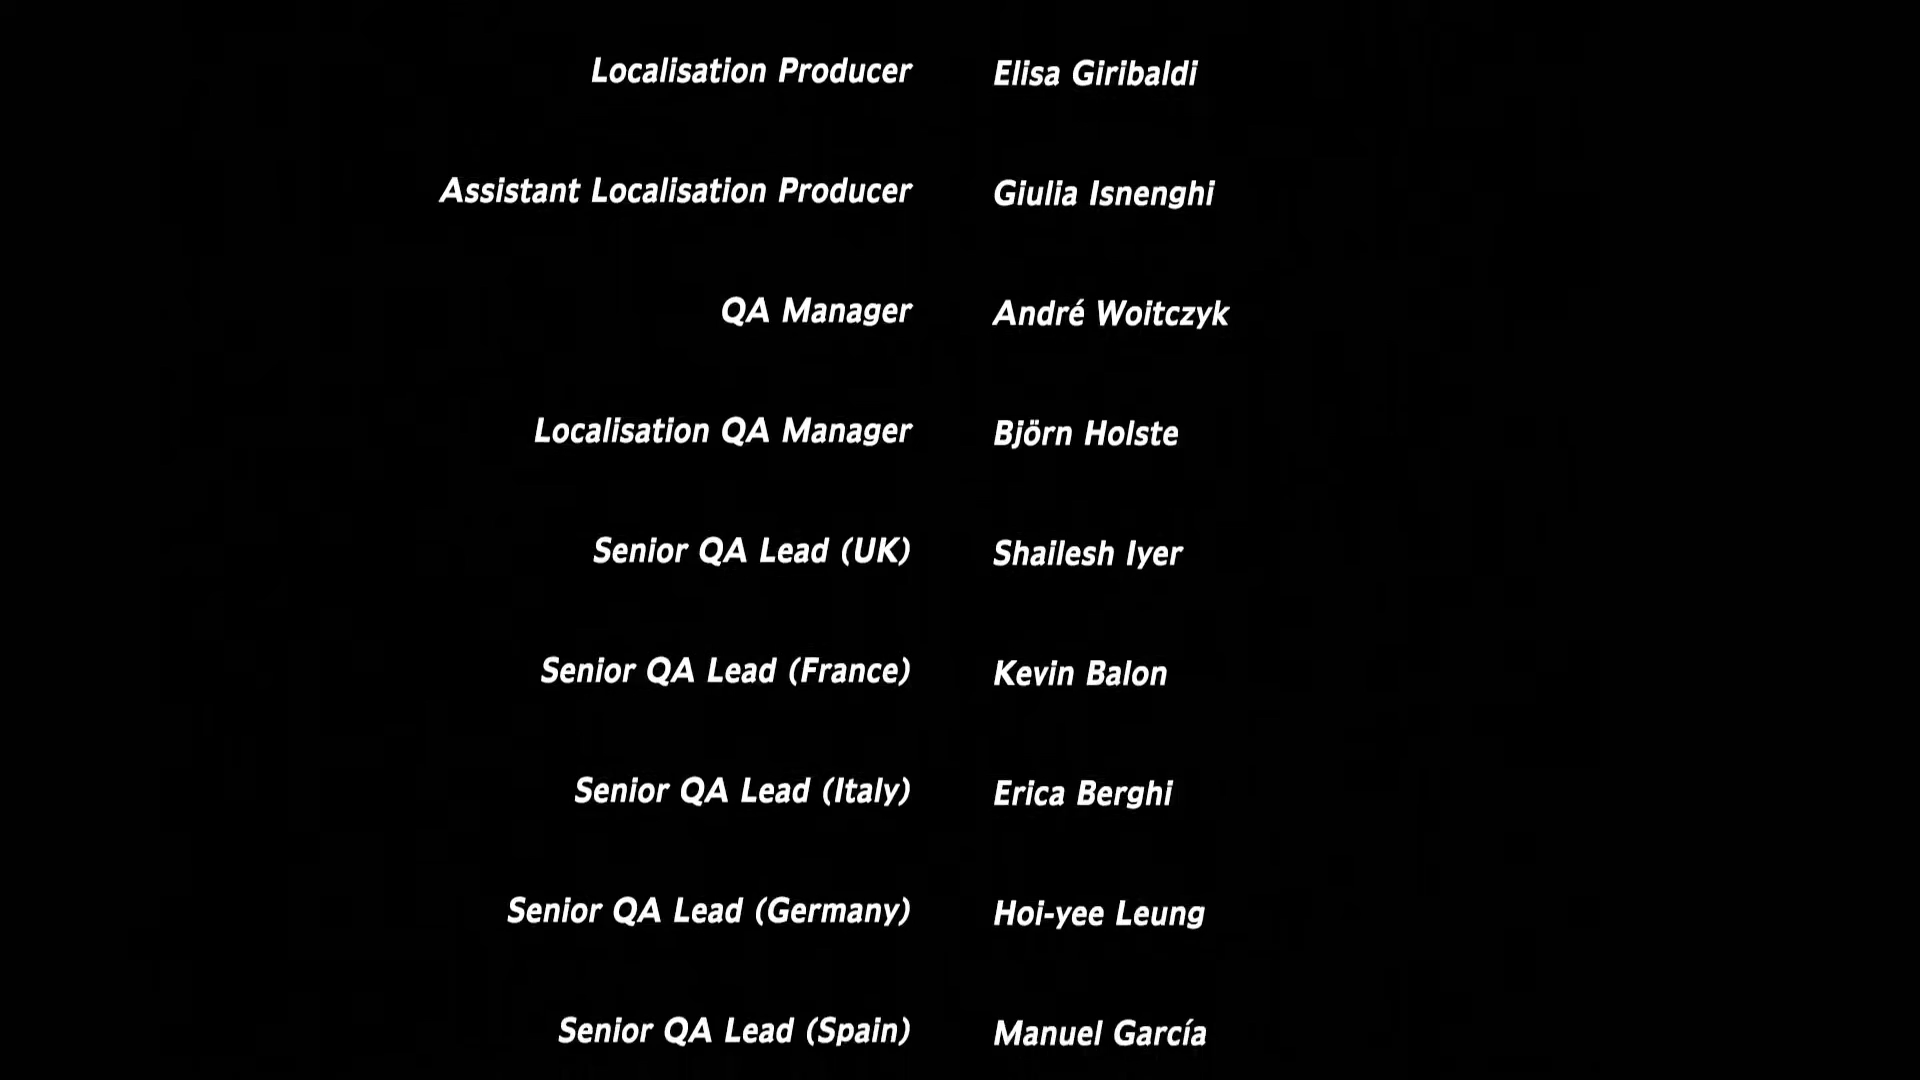 Localisation Producer Elisa Giribaldi
Assistant Localisation Producer Giulia Isnenghi
QA Manager André Woitczyk
Localisation QA Manager Björn Holste
Senior QA Lead (UK) Shailesh Iyer
Senior QA Lead (France) Kevin Balon
Senior QA Lead (Italy) Erica Berghi
Senior QA Lead (Germany) Hoi-yee Leung
Senior QA Lead (Spain) Manuel García